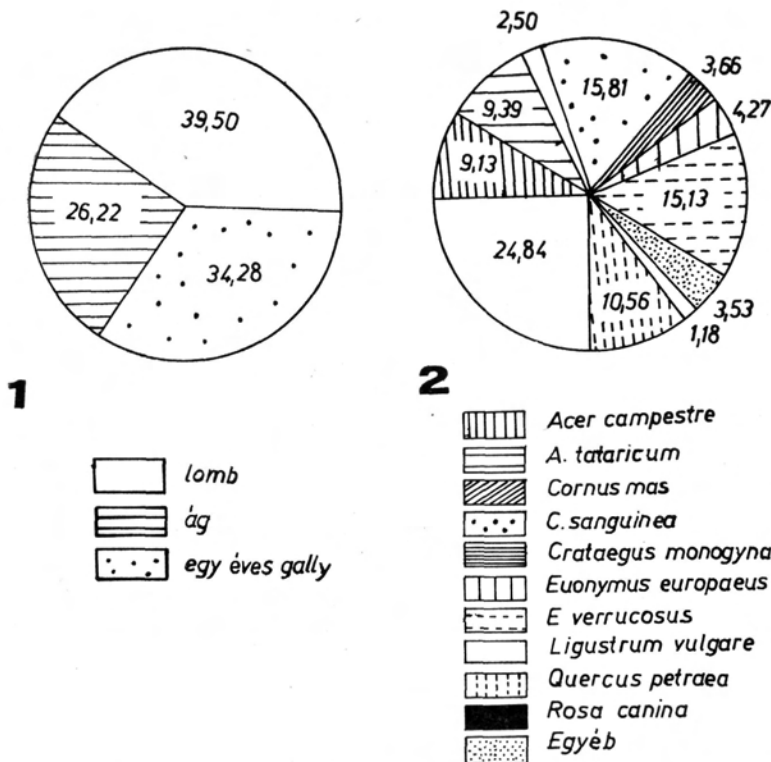 39,50
26,22
34,28
1
lomb
ág
egy éves gally
2,50
15,81
3,66
9,39
4,27
9,13
15,13
24,84
10,56
3,53
1,18
2
Acer campestre
A. tataricum
Cornus mas
C. sanguinea
Crataegus monogyna
Euonymus europaeus
E verrucosus
Ligustrum vulgare
Quercus petraea
Rosa canina
Egyéb